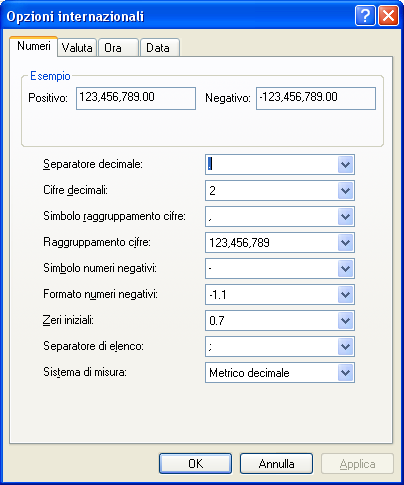 Opzioni internazionali
Numeri Valuta Ora Data
Esempio
Positivo: 123,456,789.00 Negativo: -123,456,789.00
Separatore decimale: .
Cifre decimali: 2
Simbolo raggruppamento cifre: ,
Raggruppamento cifre: 123,456,789
Simbolo numeri negativi: -
Formato numeri negativi: -1.1
Zeri iniziali: 0.7
Separatore di elenco: ;
Sistema di misura: Metrico decimale
OK Annulla Applica